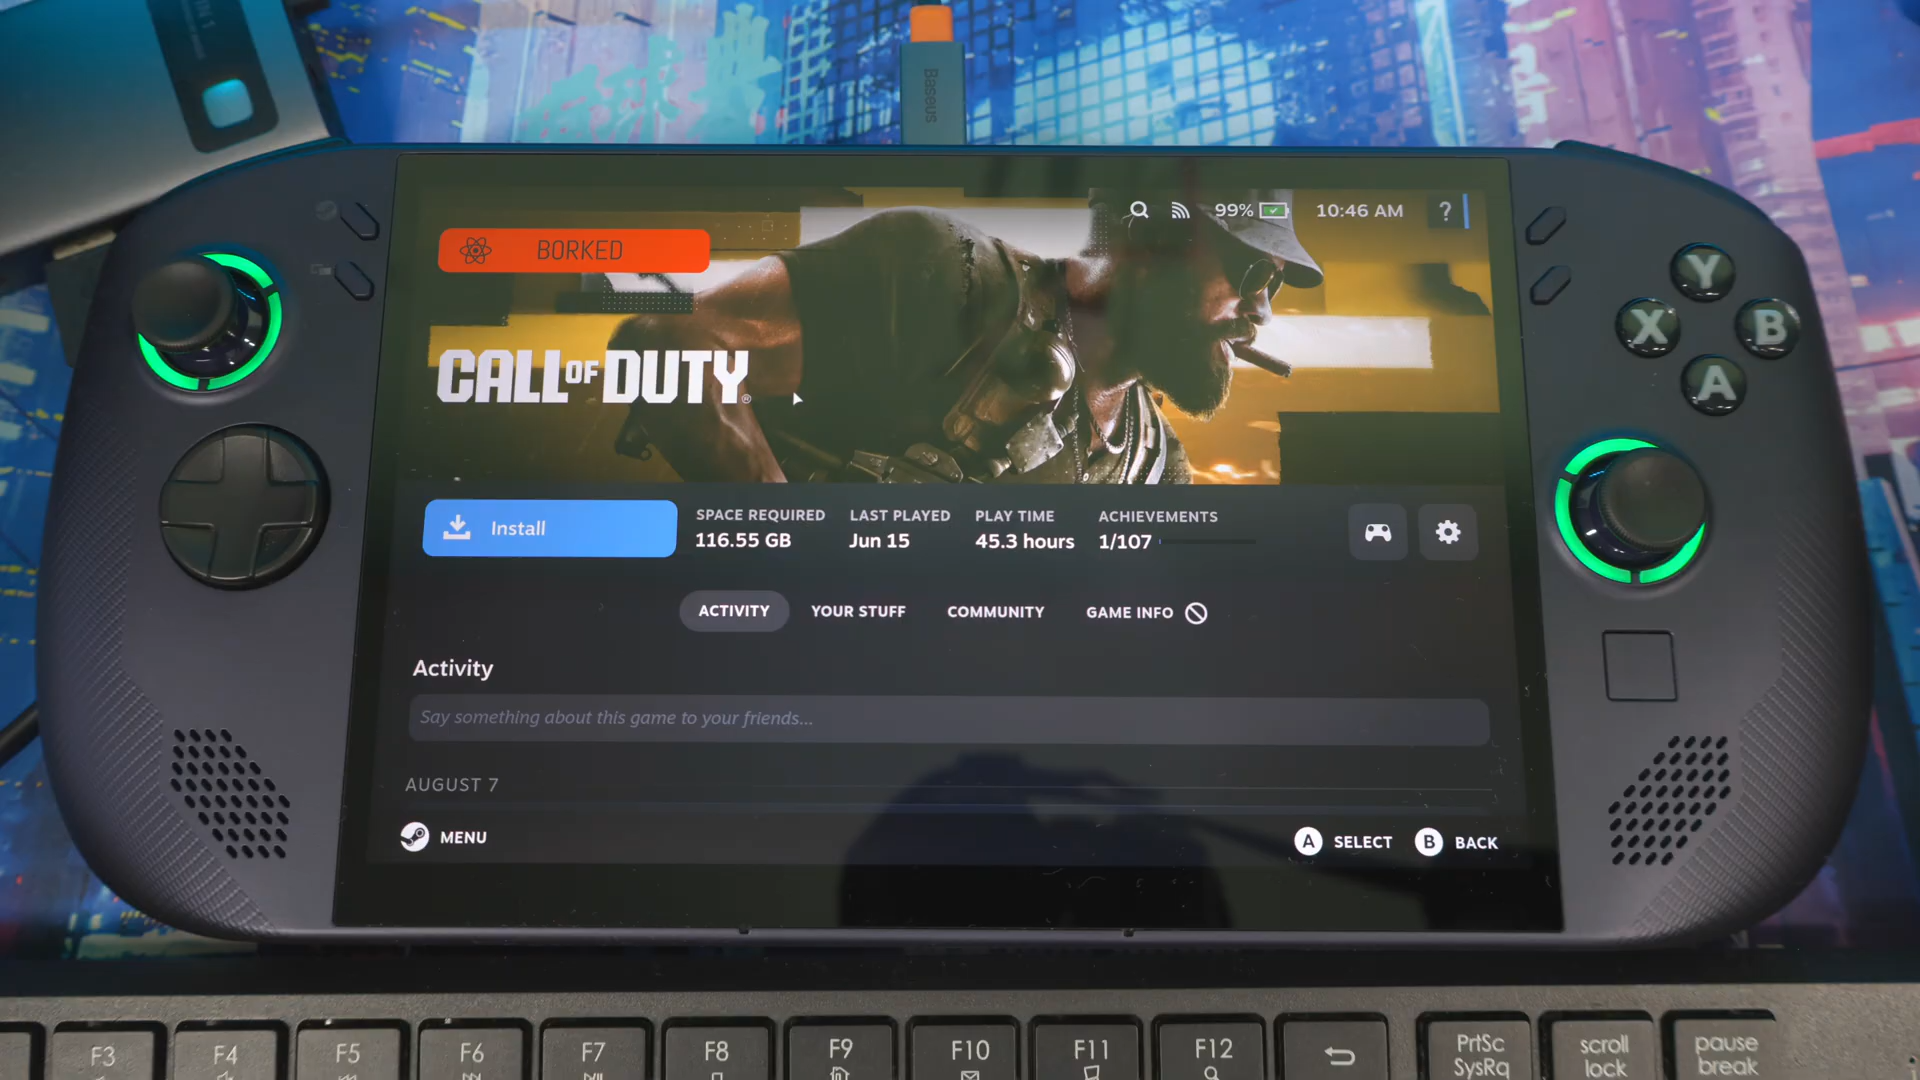 IN 1
Baseus
99%
10:46 AM
?
BORKED
CALL OF DUTY®
Install
SPACE REQUIRED
116.55 GB
LAST PLAYED
Jun 15
PLAY TIME
45.3 hours
ACHIEVEMENTS
1/107
ACTIVITY
YOUR STUFF
COMMUNITY
GAME INFO
Activity
Say something about this game to your friends...
AUGUST 7
MENU
A SELECT
B BACK
Y
X
B
A
F3
F4
F5
F6
F7
F8
F9
F10
F11
F12
PrtSc
SysRq
scroll
lock
pause
break